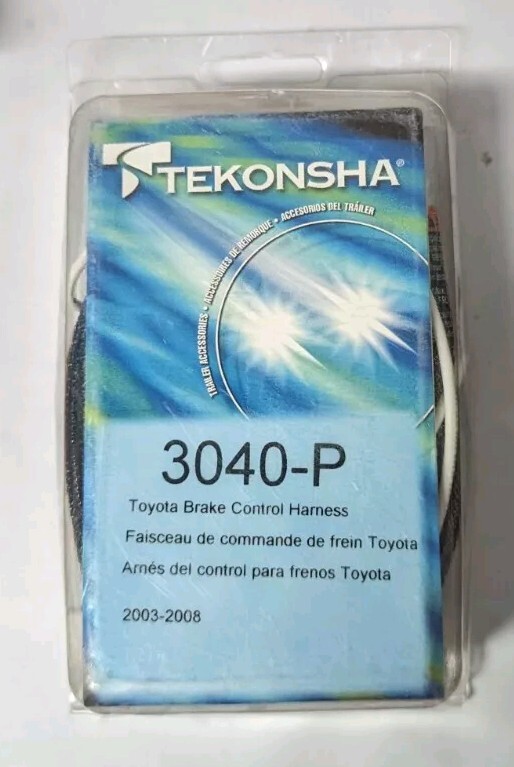 TEKONSHA®
TRAILER ACCESSORIES • ACCESSOIRES DE REMORQUE • ACCESORIOS DEL TRÁILER
3040-P
Toyota Brake Control Harness
Faisceau de commande de frein Toyota
Arnés del control para frenos Toyota
2003-2008